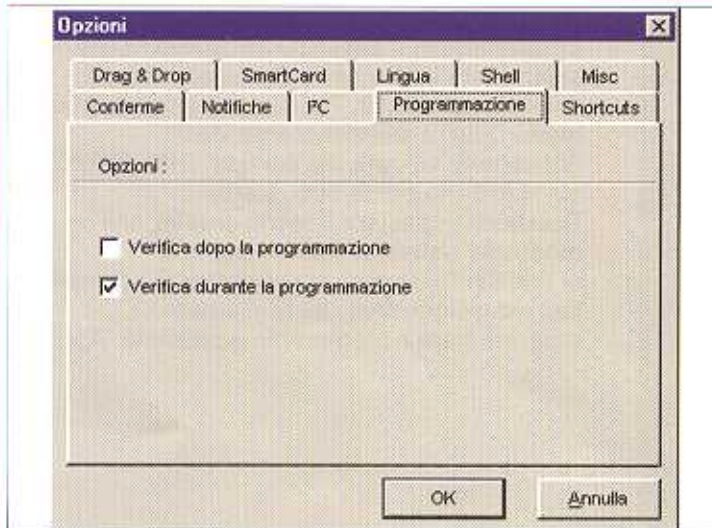 Opzioni
Drag & Drop SmartCard Lingua Shell Misc
Conferme Notifiche I²C Programmazione Shortcuts
Opzioni :
Verifica dopo la programmazione
Verifica durante la programmazione
OK Annulla